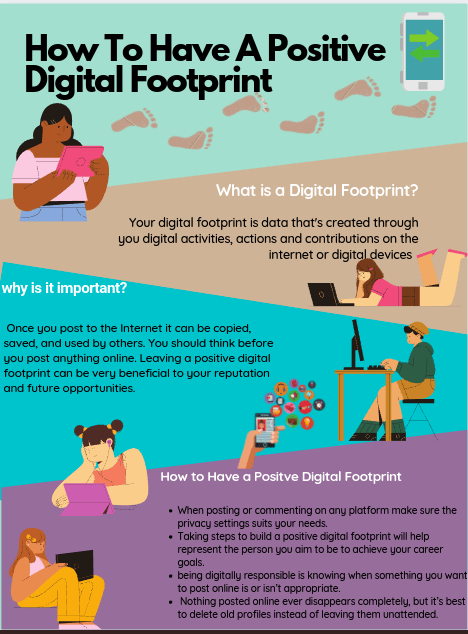 How To Have A Positive
Digital Footprint
What is a Digital Footprint?
Your digital footprint is data that's created through
you digital activities, actions and contributions on the
internet or digital devices
why is it important?
Once you post to the Internet it can be copied,
saved, and used by others. You should think before
you post anything online. Leaving a positive digital
footprint can be very beneficial to your reputation
and future opportunities.
How to Have a Positve Digital Footprint
• When posting or commenting on any platform make sure the
privacy settings suits your needs.
• Taking steps to build a positive digital footprint will help
represent the person you aim to be to achieve your career
goals.
• being digitally responsible is knowing when something you want
to post online is or isn't appropriate.
• Nothing posted online ever disappears completely, but it's best
to delete old profiles instead of leaving them unattended.